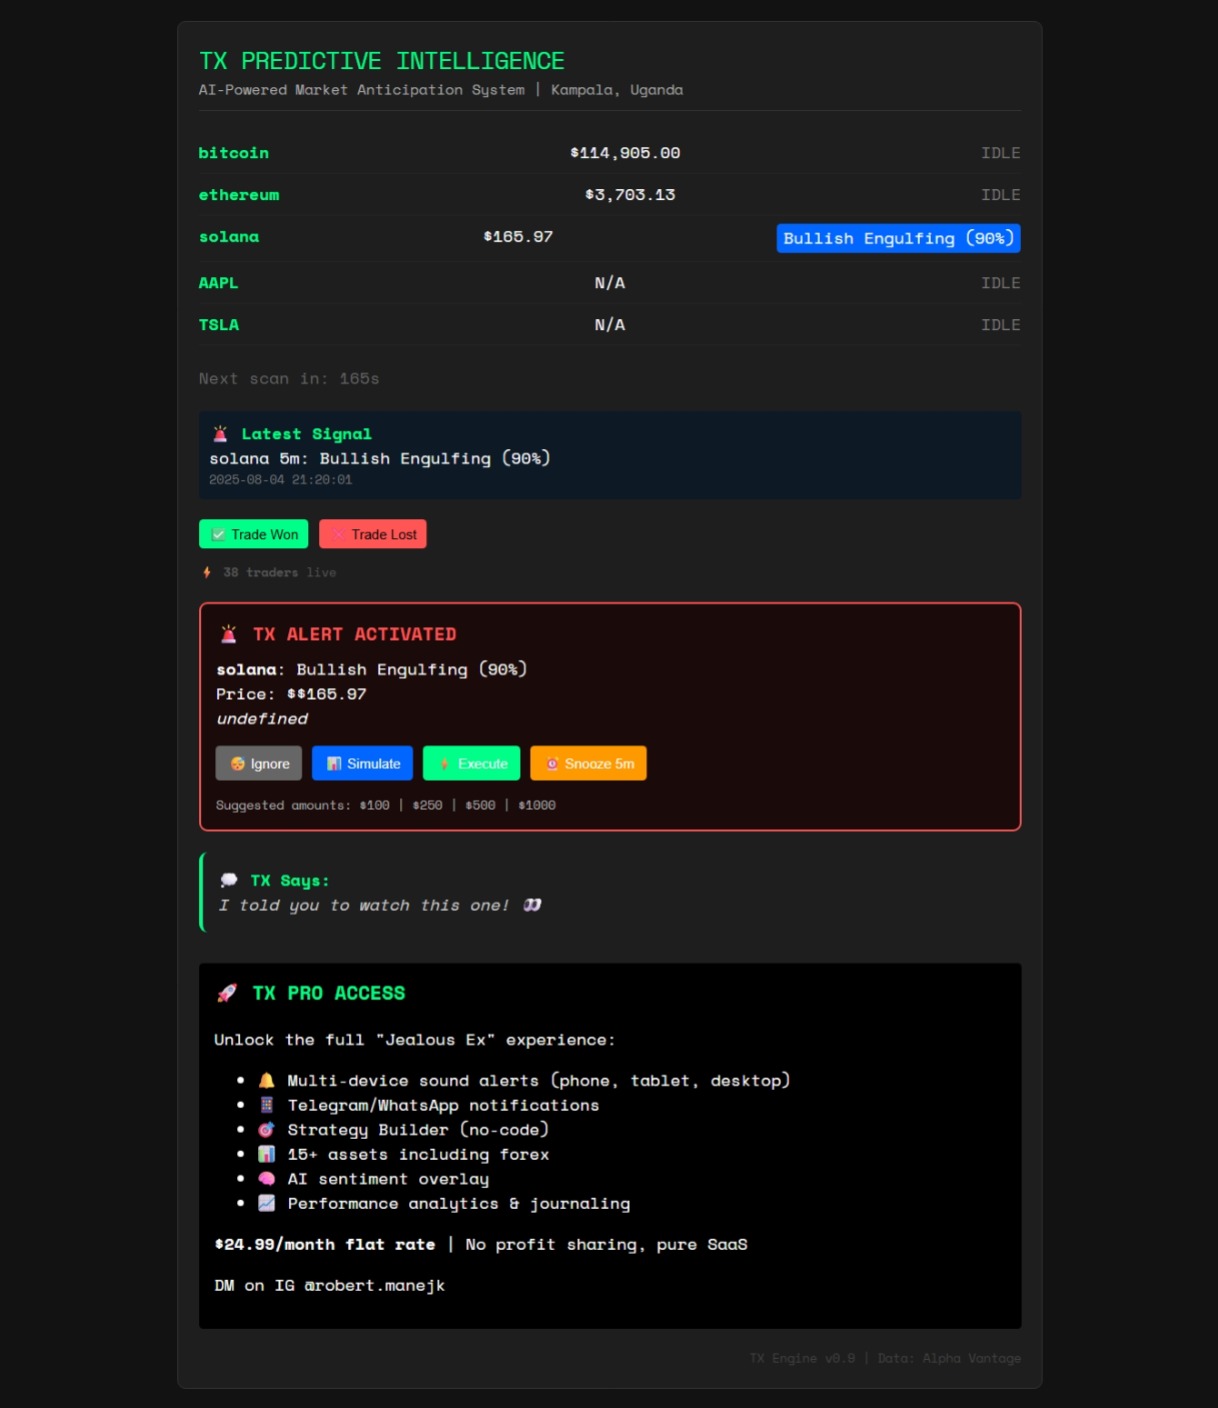 TX PREDICTIVE INTELLIGENCE
AI-Powered Market Anticipation System | Kampala, Uganda
bitcoin $114,905.00 IDLE
ethereum $3,703.13 IDLE
solana $165.97 Bullish Engulfing (90%)
AAPL N/A IDLE
TSLA N/A IDLE
Next scan in: 165s
🚨 Latest Signal
solana 5m: Bullish Engulfing (90%)
2025-08-04 21:20:01
✅ Trade Won ❌ Trade Lost
⚡ 38 traders live
🚨 TX ALERT ACTIVATED
solana: Bullish Engulfing (90%)
Price: $$165.97
undefined
😴 Ignore 📊 Simulate ⚡ Execute ⏰ Snooze 5m
Suggested amounts: $100 | $250 | $500 | $1000
💭 TX Says:
I told you to watch this one! 👀
🚀 TX PRO ACCESS
Unlock the full "Jealous Ex" experience:
• 🔔 Multi-device sound alerts (phone, tablet, desktop)
• 📱 Telegram/WhatsApp notifications
• 🎯 Strategy Builder (no-code)
• 📊 15+ assets including forex
• 🧠 AI sentiment overlay
• 📈 Performance analytics & journaling
$24.99/month flat rate | No profit sharing, pure SaaS
DM on IG @robert.manejk
TX Engine v0.9 | Data: Alpha Vantage